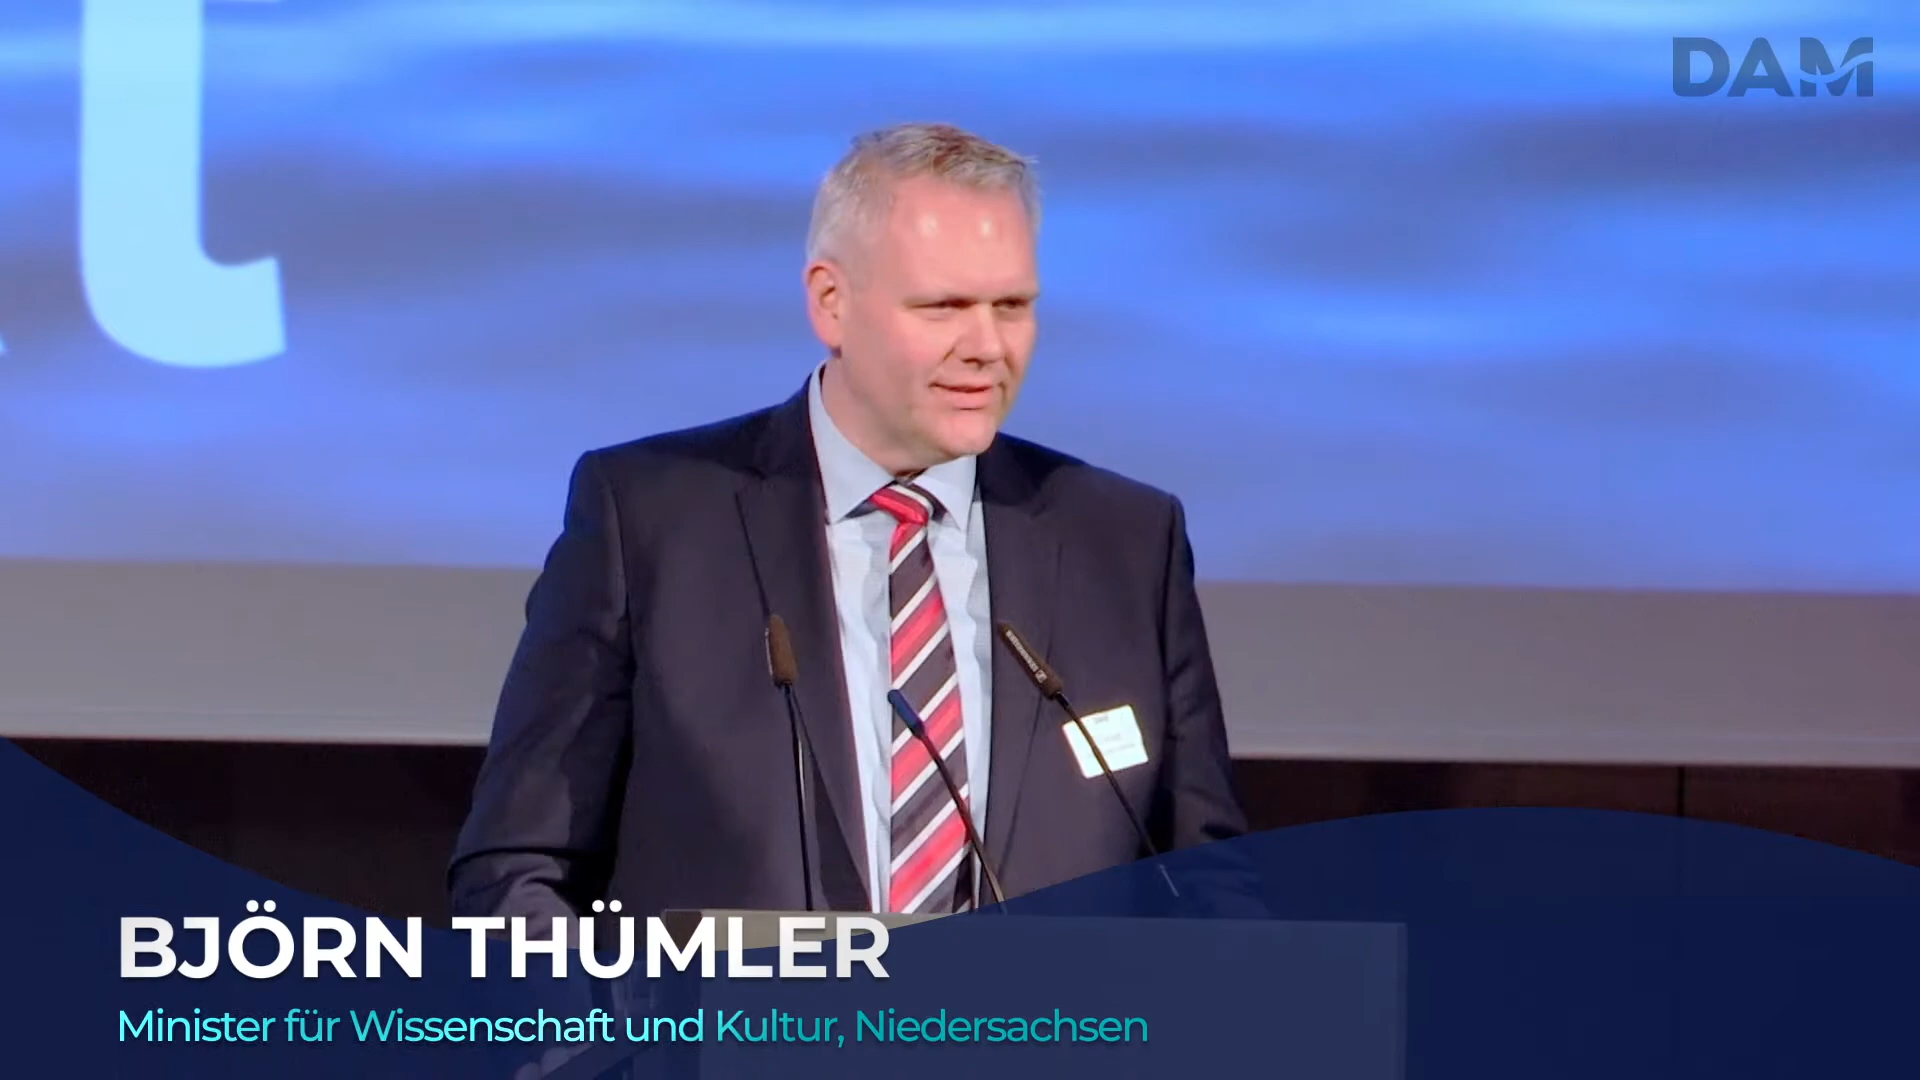 DAM
t
BJÖRN THÜMLER
Minister für Wissenschaft und Kultur, Niedersachsen